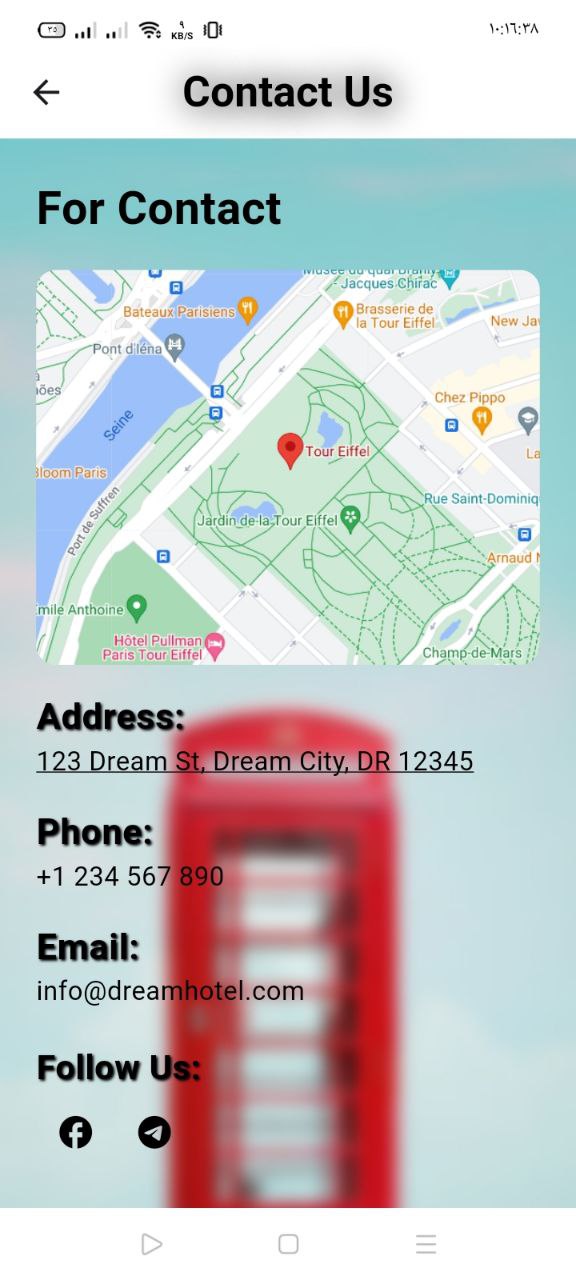 ٢٥
٩
KB/S
١٠:١٦:٣٨
Contact Us
For Contact
Musée du quai Branly
- Jacques Chirac
Bateaux Parisiens
Brasserie de
la Tour Eiffel
New Ja
Pont d'Iéna
Chez Pippo
Seine
Tour Eiffel
Bloom Paris
La
Rue Saint-Dominiq
Port de Suffren
Jardin de la Tour Eiffel
Arnaud
mile Anthoine
Hôtel Pullman
Paris Tour Eiffel
Champ-de-Mars
Address:
123 Dream St, Dream City, DR 12345
Phone:
+1 234 567 890
Email:
info@dreamhotel.com
Follow Us: